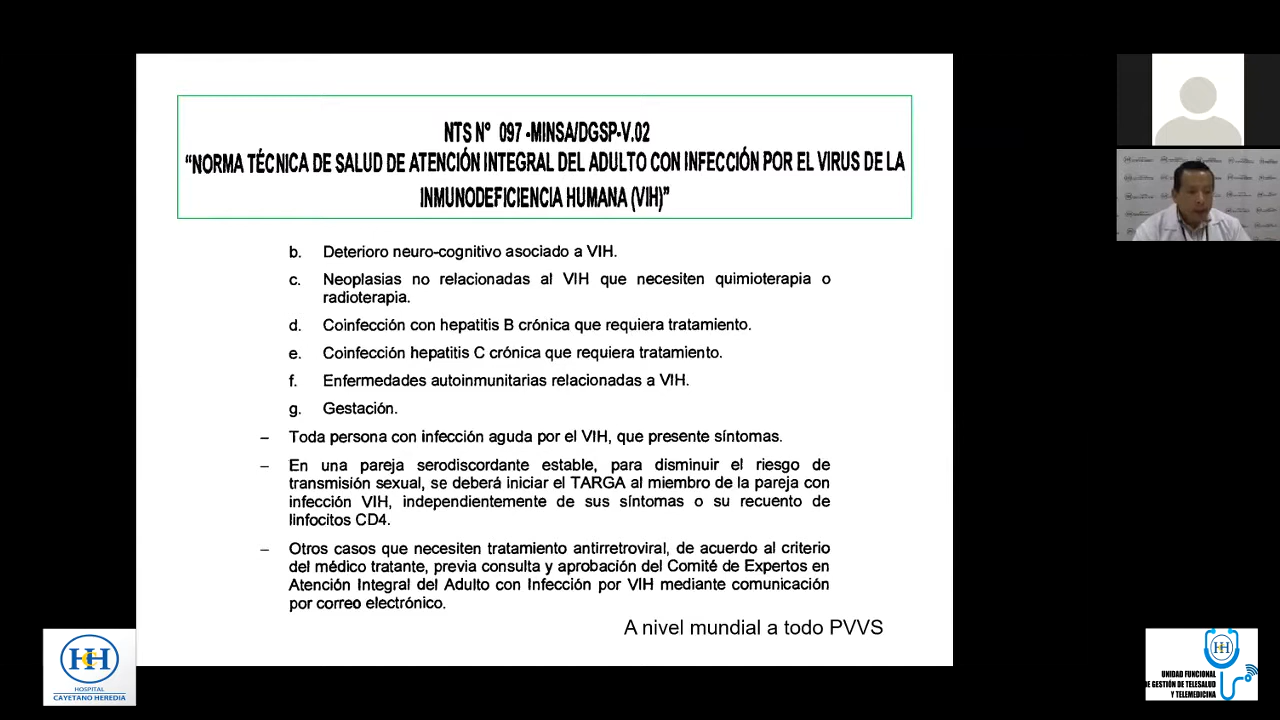 NTS N° 097 -MINSA/DGSP-V.02
“NORMA TÉCNICA DE SALUD DE ATENCIÓN INTEGRAL DEL ADULTO CON INFECCIÓN POR EL VIRUS DE LA
INMUNODEFICIENCIA HUMANA (VIH)”
b. Deterioro neuro-cognitivo asociado a VIH.
c. Neoplasias no relacionadas al VIH que necesiten quimioterapia o
radioterapia.
d. Coinfección con hepatitis B crónica que requiera tratamiento.
e. Coinfección hepatitis C crónica que requiera tratamiento.
f. Enfermedades autoinmunitarias relacionadas a VIH.
g. Gestación.
– Toda persona con infección aguda por el VIH, que presente síntomas.
– En una pareja serodiscordante estable, para disminuir el riesgo de
transmisión sexual, se deberá iniciar el TARGA al miembro de la pareja con
infección VIH, independientemente de sus síntomas o su recuento de
linfocitos CD4.
– Otros casos que necesiten tratamiento antirretroviral, de acuerdo al criterio
del médico tratante, previa consulta y aprobación del Comité de Expertos en
Atención Integral del Adulto con Infección por VIH mediante comunicación
por correo electrónico.
A nivel mundial a todo PVVS
HCH
HOSPITAL
CAYETANO HEREDIA
HCH
UNIDAD FUNCIONAL
DE GESTIÓN DE TELESALUD
Y TELEMEDICINA